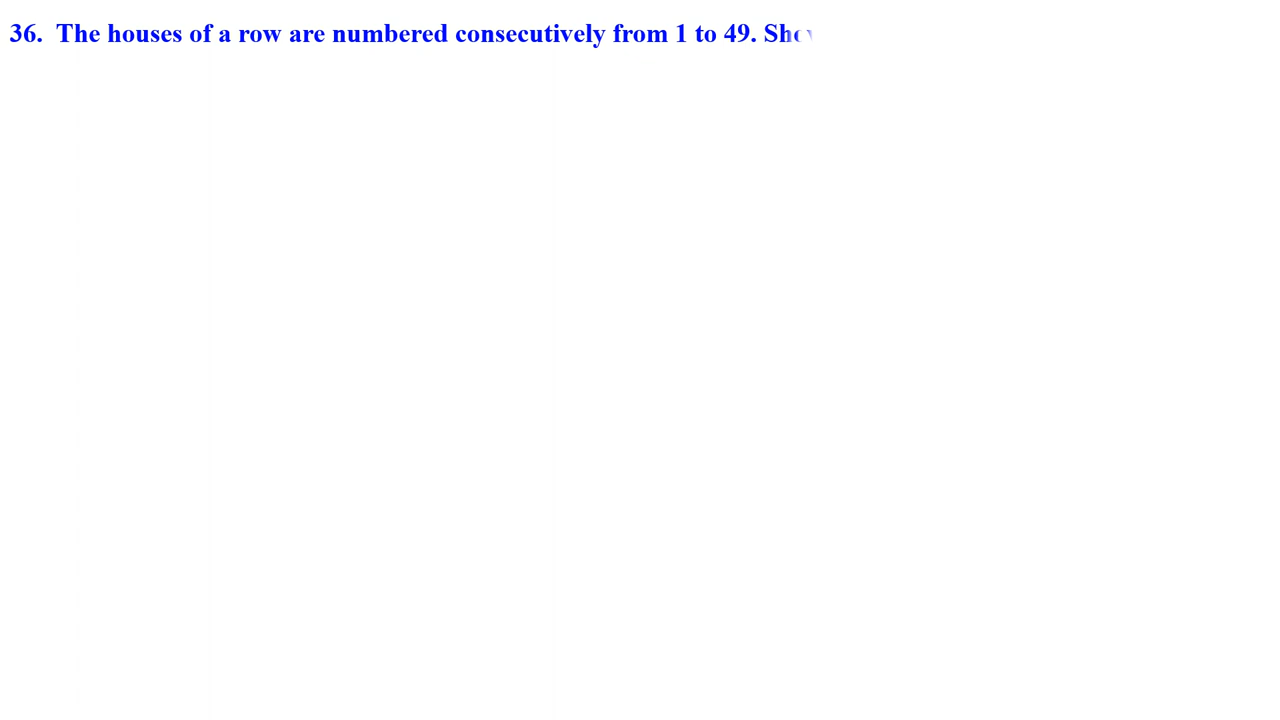 36. The houses of a row are numbered consecutively from 1 to 49.